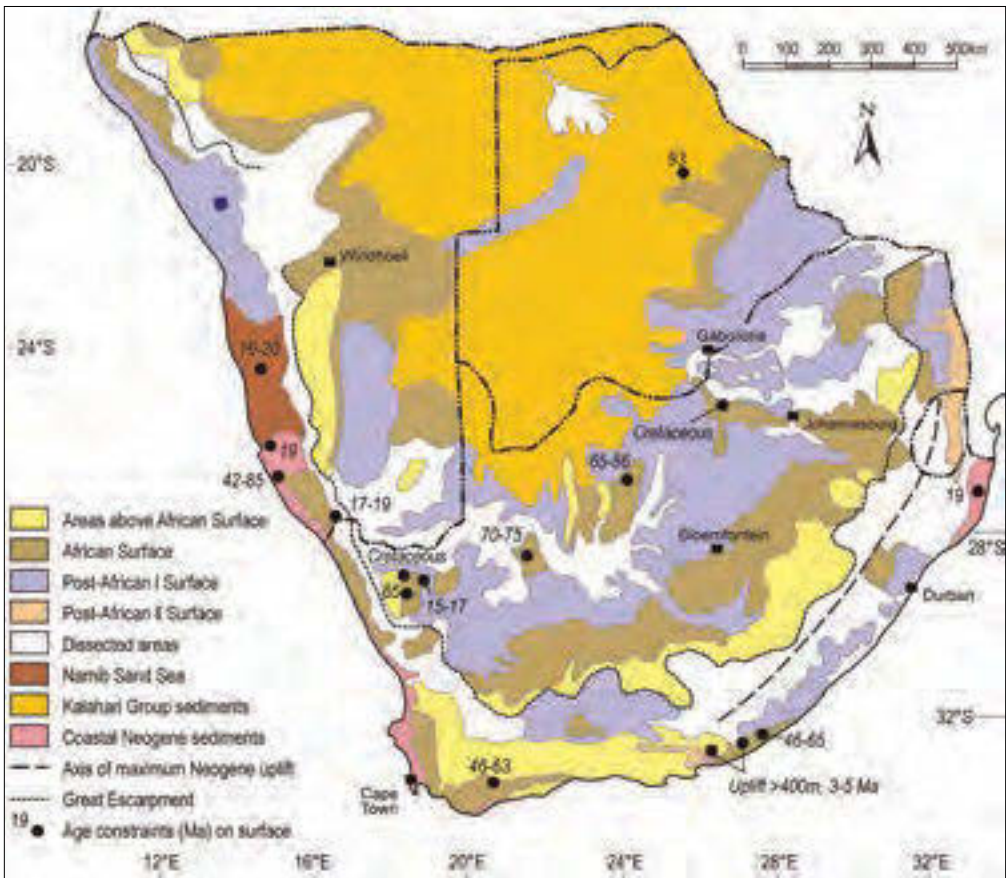 0 100 200 300 400 500km
N
20°S
93
Windhoek
24°S
Gaborone
16-20
Cretaceous
Johannesburg
19
65-56
42-85
17-19
19
70-75
Bloemfontein
28°S
Cretaceous
65
15-17
Durban
Areas above African Surface
African Surface
Post-African I Surface
Post-African II Surface
Dissected areas
Namib Sand Sea
Kalahari Group sediments
Coastal Neogene sediments
Axis of maximum Neogene uplift
Great Escarpment
19 Age constraints (Ma) on surface
32°S
46-65
46-63
Cape
Town
Uplift >400m, 3-5 Ma
12°E 16°E 20°E 24°E 28°E 32°E